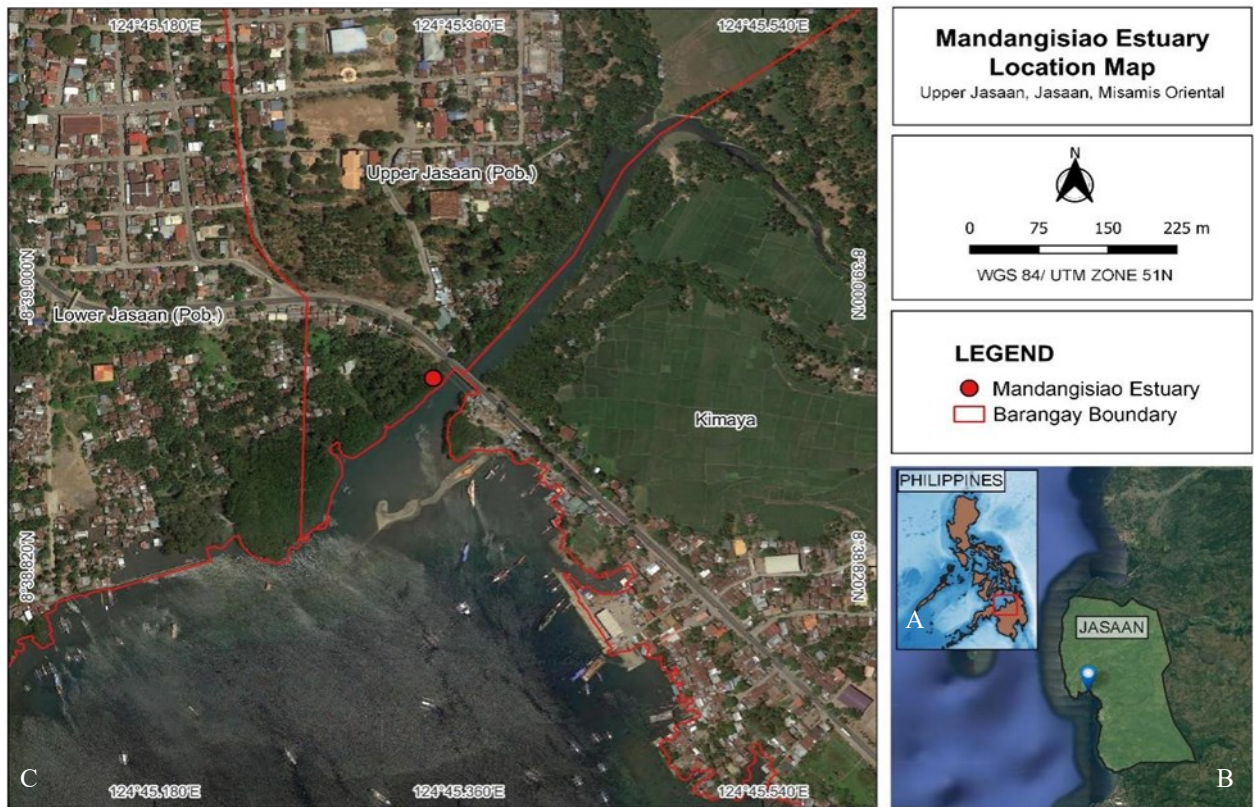 124°45.180'E
124°45.360'E
124°45.540'E
8°39.000'N
8°39.000'N
Upper Jasaan (Pob.)
Lower Jasaan (Pob.)
Kimaya
8°38.820'N
8°38.820'N
C
124°45.180'E
124°45.360'E
124°45.540'E
Mandangisiao Estuary
Location Map
Upper Jasaan, Jasaan, Misamis Oriental
N
0 75 150 225 m
WGS 84/ UTM ZONE 51N
LEGEND
Mandangisiao Estuary
Barangay Boundary
PHILIPPINES
A
JASAAN
B